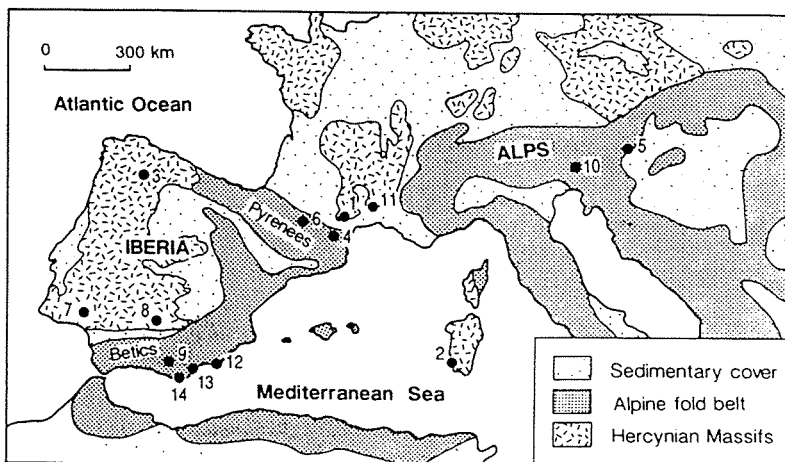 0 300 km
Atlantic Ocean
ALPS
5
10
3
1
11
6
4
Pyrenees
IBERIA
7
8
2
Betics
9
12
13
14
Mediterranean Sea
Sedimentary cover
Alpine fold belt
Hercynian Massifs